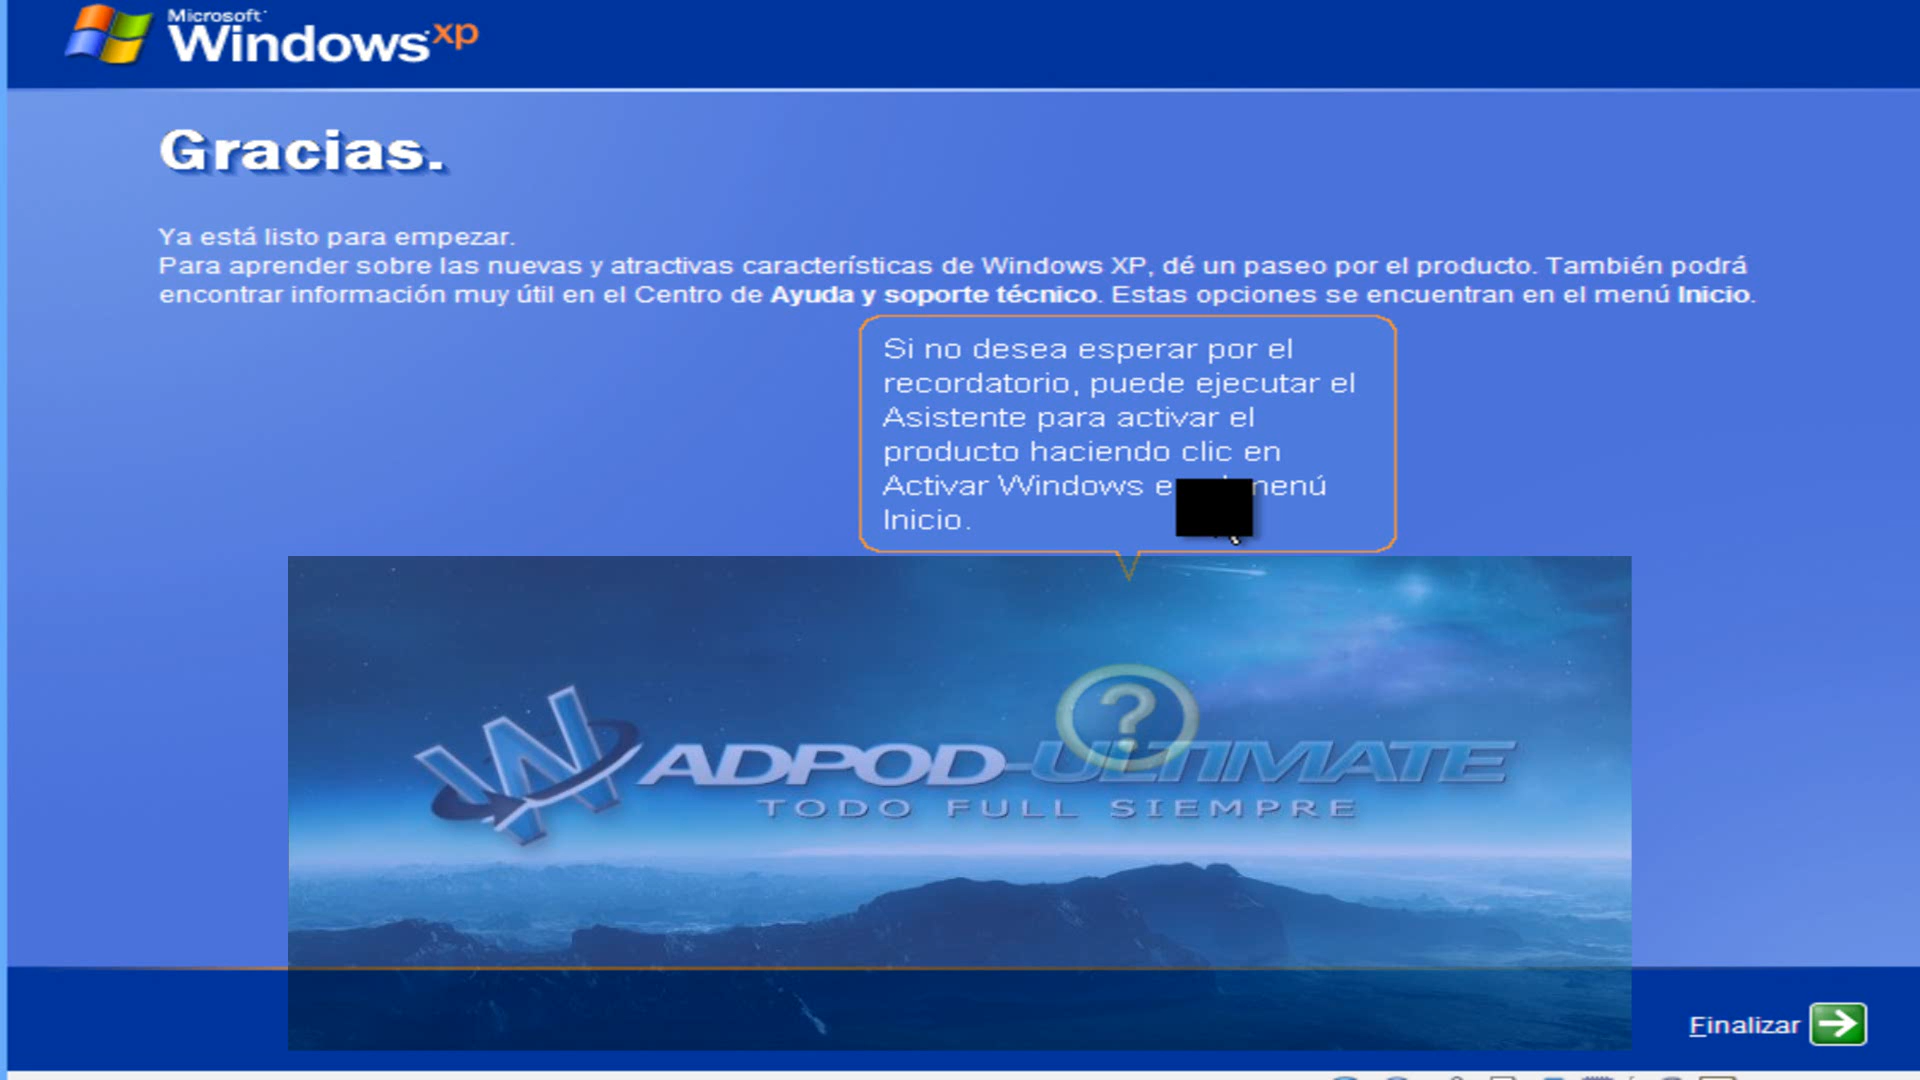 Microsoft
Windows xp
Gracias.
Ya está listo para empezar.
Para aprender sobre las nuevas y atractivas características de Windows XP, dé un paseo por el producto. También podrá
encontrar información muy útil en el Centro de Ayuda y soporte técnico. Estas opciones se encuentran en el menú Inicio.
Si no desea esperar por el
recordatorio, puede ejecutar el
Asistente para activar el
producto haciendo clic en
Activar Windows e menú
Inicio.
?
WADPOD-ULTIMATE
TODO FULL SIEMPRE
Finalizar